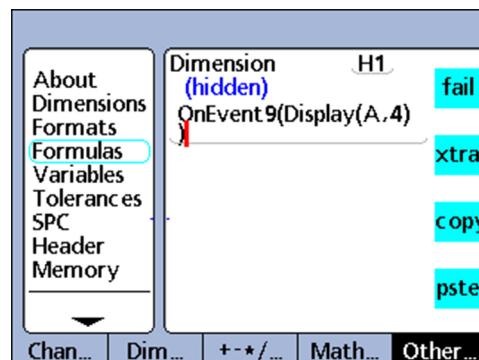 About
Dimensions
Formats
Formulas
Variables
Tolerances
SPC
Header
Memory
Dimension H1
(hidden)
OnEvent9(Display(A,4)
)
fail
xtra
copy
pste
Chan... Dim... +-*/... Math... Other...